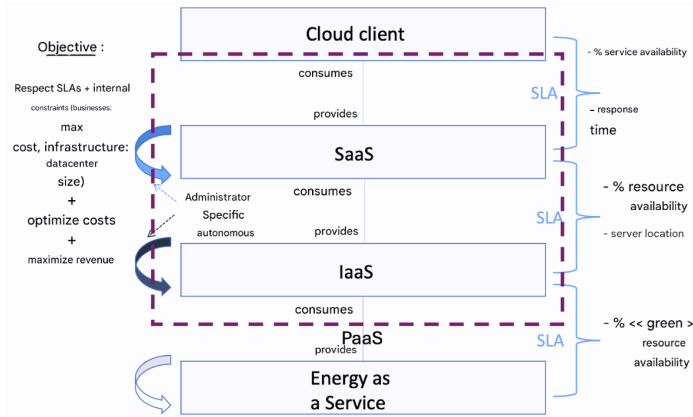 Cloud client
Objective :
Respect SLAs + internal
constraints (businesses:
max
cost, infrastructure:
datacenter
size)
+
optimize costs
+
maximize revenue
consumes
provides
SLA
- % service availability
- response
time
SaaS
Administrator
Specific
autonomous
consumes
provides
SLA
- % resource
availability
- server location
IaaS
consumes
PaaS
provides
SLA
- % << green >
resource
availability
Energy as
a Service